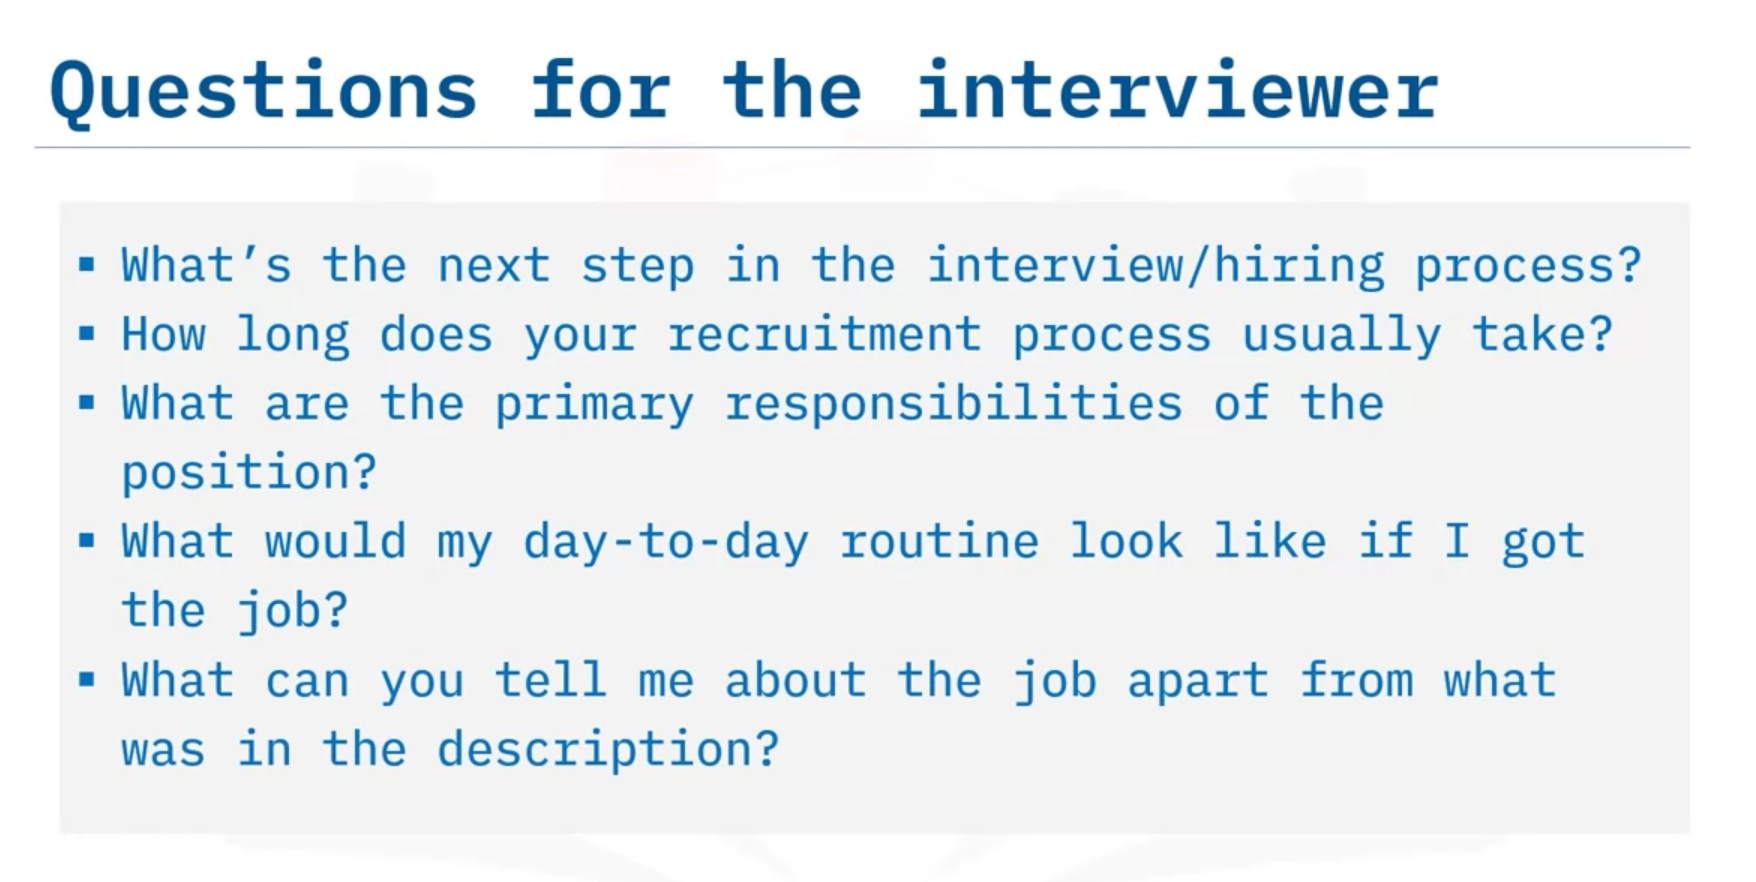 Questions for the interviewer
▪ What’s the next step in the interview/hiring process?
▪ How long does your recruitment process usually take?
▪ What are the primary responsibilities of the
position?
▪ What would my day-to-day routine look like if I got
the job?
▪ What can you tell me about the job apart from what
was in the description?